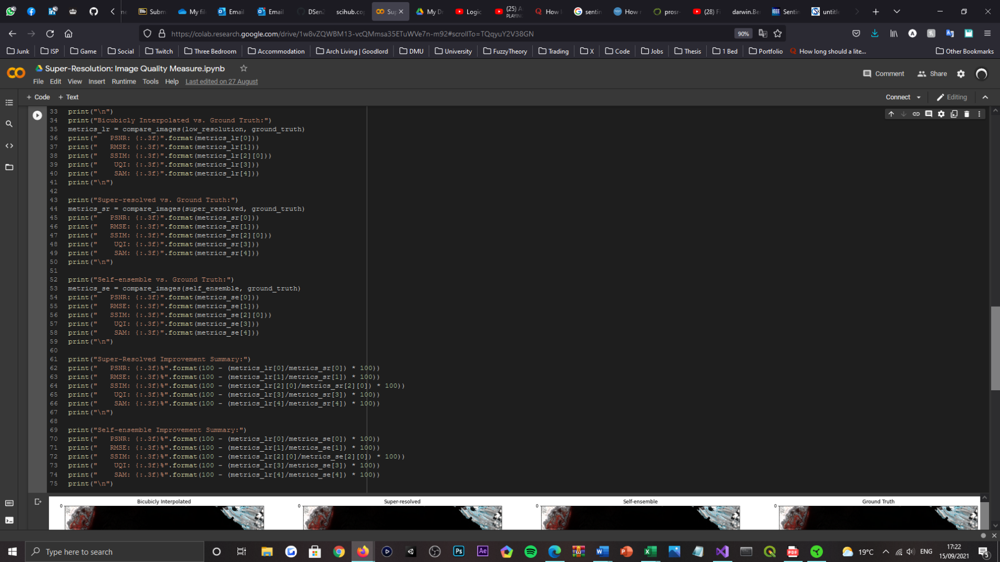 me
Subm
My file
Email
Email
DSen2
scihub.cop
Sup
My Dr
Logic
(25) A
PLAYING
How l
sentin
How m
prosr-
(28) Fi
darwin.Be
Sentin
untitle
https://colab.research.google.com/drive/1w8vZQWBM13-vcQMmsa35ETuWVe7n-m92#scrollTo=TQqyuY2V38GN
90%
Junk
ISP
Game
Social
Twitch
Three Bedroom
Accommodation
Arch Living | Goodlord
DMU
University
FuzzyTheory
Trading
X
Code
Jobs
Thesis
1 Bed
Portfolio
How long should a lite...
Other Bookmarks
Super-Resolution: Image Quality Measure.ipynb
Comment
Share
File Edit View Insert Runtime Tools Help Last edited on 27 August
+ Code + Text
Connect
Editing
33 print("\n")
34 print("Bicubicly Interpolated vs. Ground Truth:")
35 metrics_lr = compare_images(low_resolution, ground_truth)
36 print("   PSNR: {:.3f}".format(metrics_lr[0]))
37 print("   RMSE: {:.3f}".format(metrics_lr[1]))
38 print("   SSIM: {:.3f}".format(metrics_lr[2][0]))
39 print("    UQI: {:.3f}".format(metrics_lr[3]))
40 print("    SAM: {:.3f}".format(metrics_lr[4]))
41 print("\n")
42
43 print("Super-resolved vs. Ground Truth:")
44 metrics_sr = compare_images(super_resolved, ground_truth)
45 print("   PSNR: {:.3f}".format(metrics_sr[0]))
46 print("   RMSE: {:.3f}".format(metrics_sr[1]))
47 print("   SSIM: {:.3f}".format(metrics_sr[2][0]))
48 print("    UQI: {:.3f}".format(metrics_sr[3]))
49 print("    SAM: {:.3f}".format(metrics_sr[4]))
50 print("\n")
51
52 print("Self-ensemble vs. Ground Truth:")
53 metrics_se = compare_images(self_ensemble, ground_truth)
54 print("   PSNR: {:.3f}".format(metrics_se[0]))
55 print("   RMSE: {:.3f}".format(metrics_se[1]))
56 print("   SSIM: {:.3f}".format(metrics_se[2][0]))
57 print("    UQI: {:.3f}".format(metrics_se[3]))
58 print("    SAM: {:.3f}".format(metrics_se[4]))
59 print("\n")
60
61 print("Super-Resolved Improvement Summary:")
62 print("   PSNR: {:.3f}%".format(100 - (metrics_lr[0]/metrics_sr[0]) * 100))
63 print("   RMSE: {:.3f}%".format(100 - (metrics_lr[1]/metrics_sr[1]) * 100))
64 print("   SSIM: {:.3f}%".format(100 - (metrics_lr[2][0]/metrics_sr[2][0]) * 100))
65 print("    UQI: {:.3f}%".format(100 - (metrics_lr[3]/metrics_sr[3]) * 100))
66 print("    SAM: {:.3f}%".format(100 - (metrics_lr[4]/metrics_sr[4]) * 100))
67 print("\n")
68
69 print("Self-ensemble Improvement Summary:")
70 print("   PSNR: {:.3f}%".format(100 - (metrics_lr[0]/metrics_se[0]) * 100))
71 print("   RMSE: {:.3f}%".format(100 - (metrics_lr[1]/metrics_se[1]) * 100))
72 print("   SSIM: {:.3f}%".format(100 - (metrics_lr[2][0]/metrics_se[2][0]) * 100))
73 print("    UQI: {:.3f}%".format(100 - (metrics_lr[3]/metrics_se[3]) * 100))
74 print("    SAM: {:.3f}%".format(100 - (metrics_lr[4]/metrics_se[4]) * 100))
75 print("\n")
Bicubicly Interpolated
Super-resolved
Self-ensemble
Ground Truth
0
0
0
0
Type here to search
19°C
ENG
17:22
15/09/2021
5